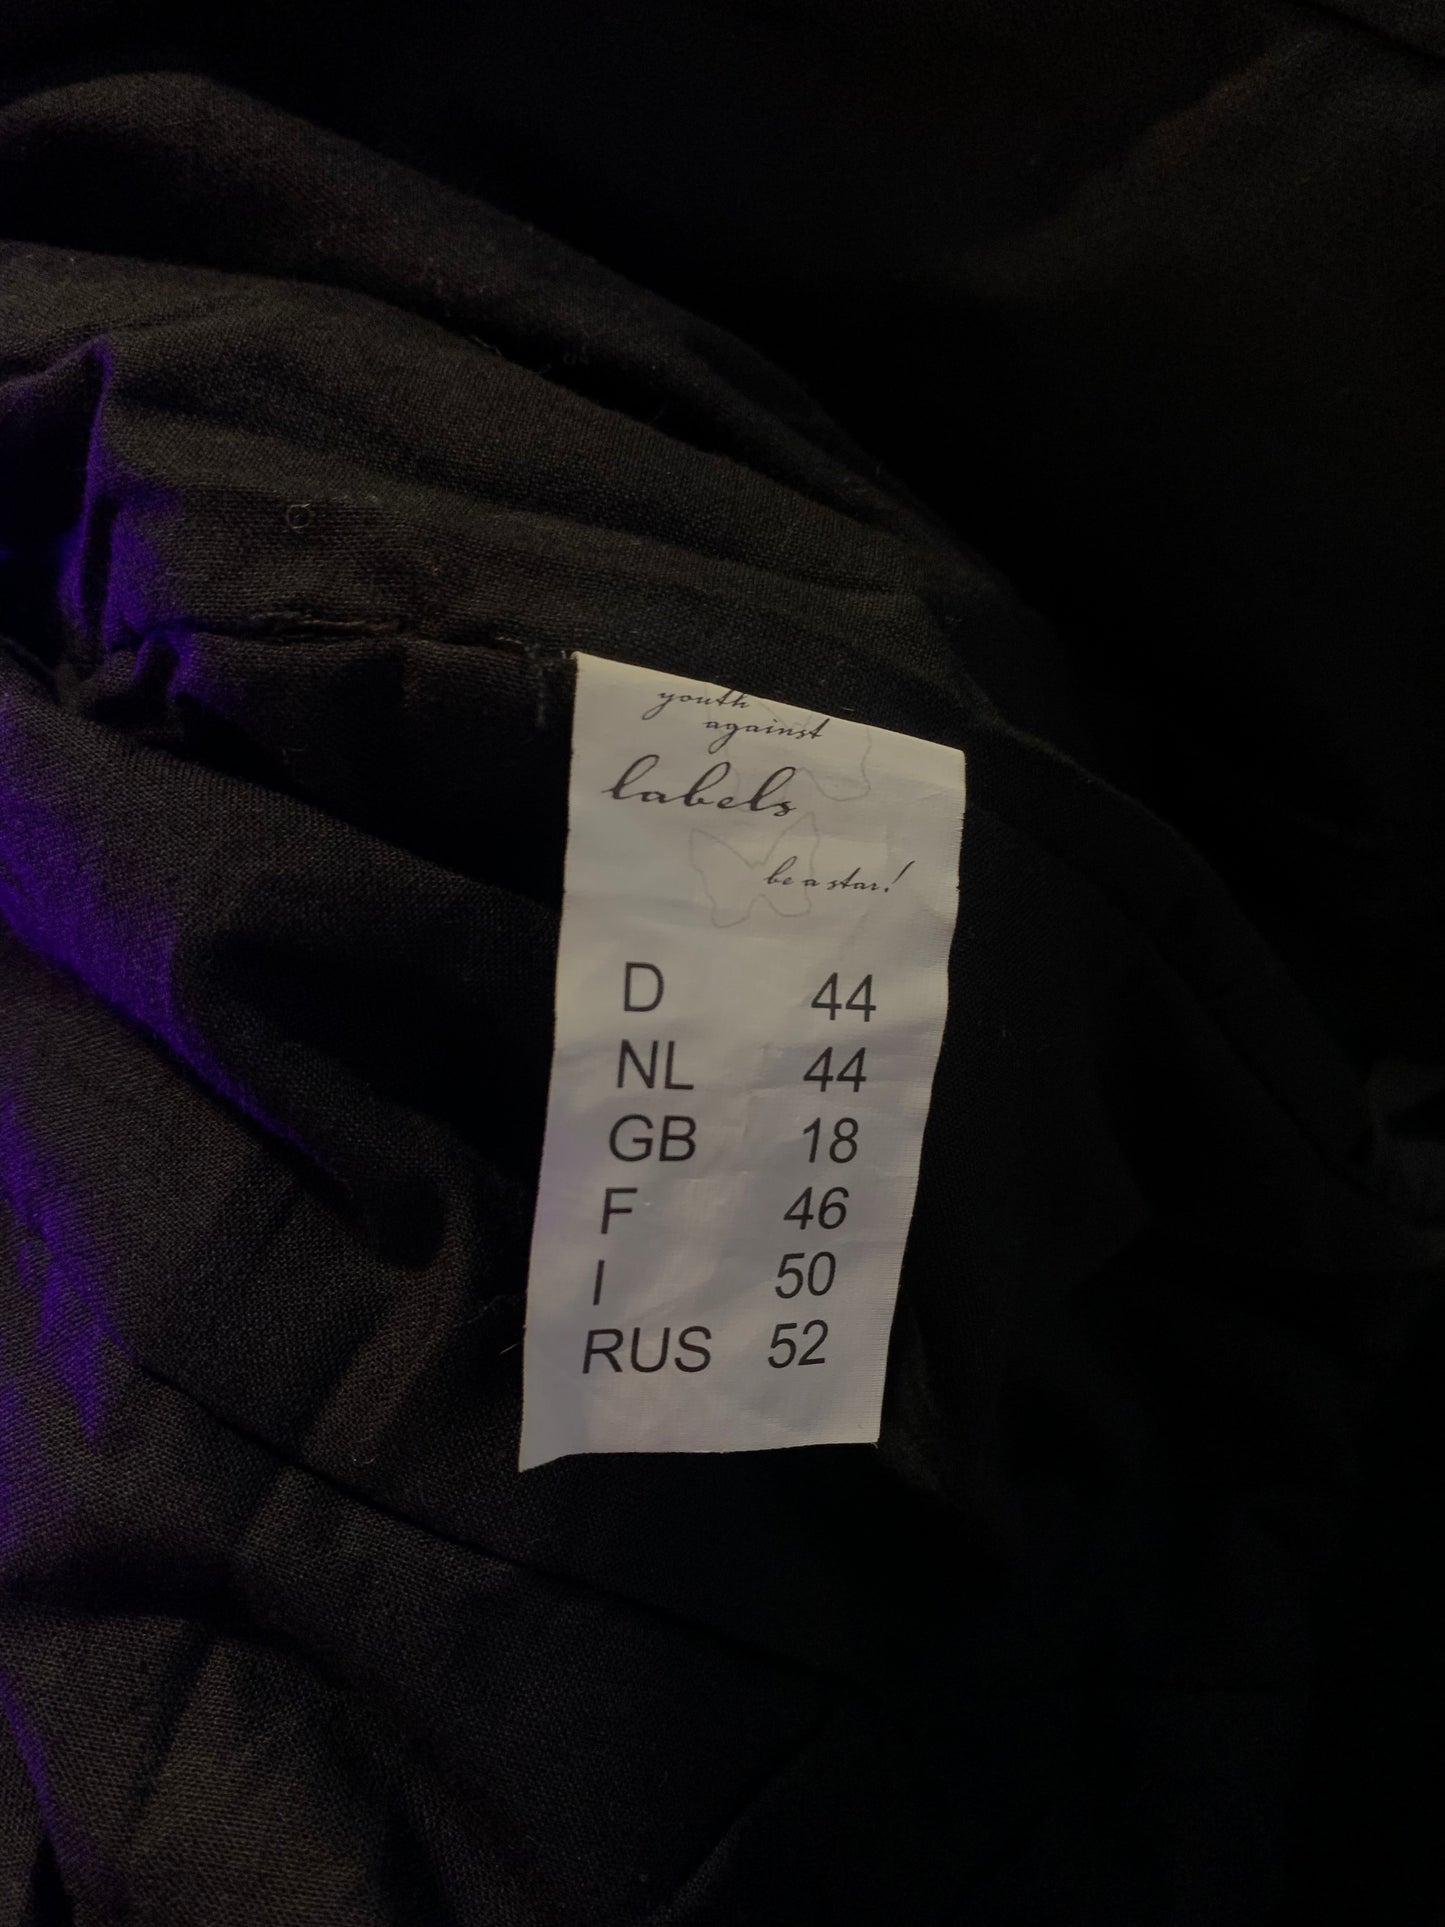 youth
against
labels
be a star!
D 44
NL 44
GB 18
F 46
I 50
RUS 52